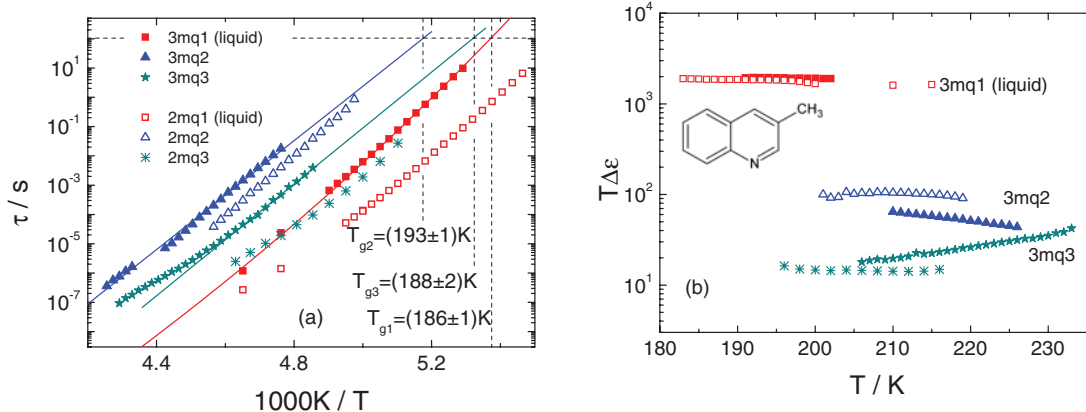 τ / s
10¹
10⁻¹
10⁻³
10⁻⁵
10⁻⁷
3mq1 (liquid)
3mq2
3mq3
2mq1 (liquid)
2mq2
2mq3
T_g2=(193±1)K
T_g3=(188±2)K
T_g1=(186±1)K
(a)
4.4 4.8 5.2
1000K / T
TΔε
10⁴
10³
10²
10¹
3mq1 (liquid)
CH₃
N
3mq2
3mq3
(b)
180 190 200 210 220 230
T / K